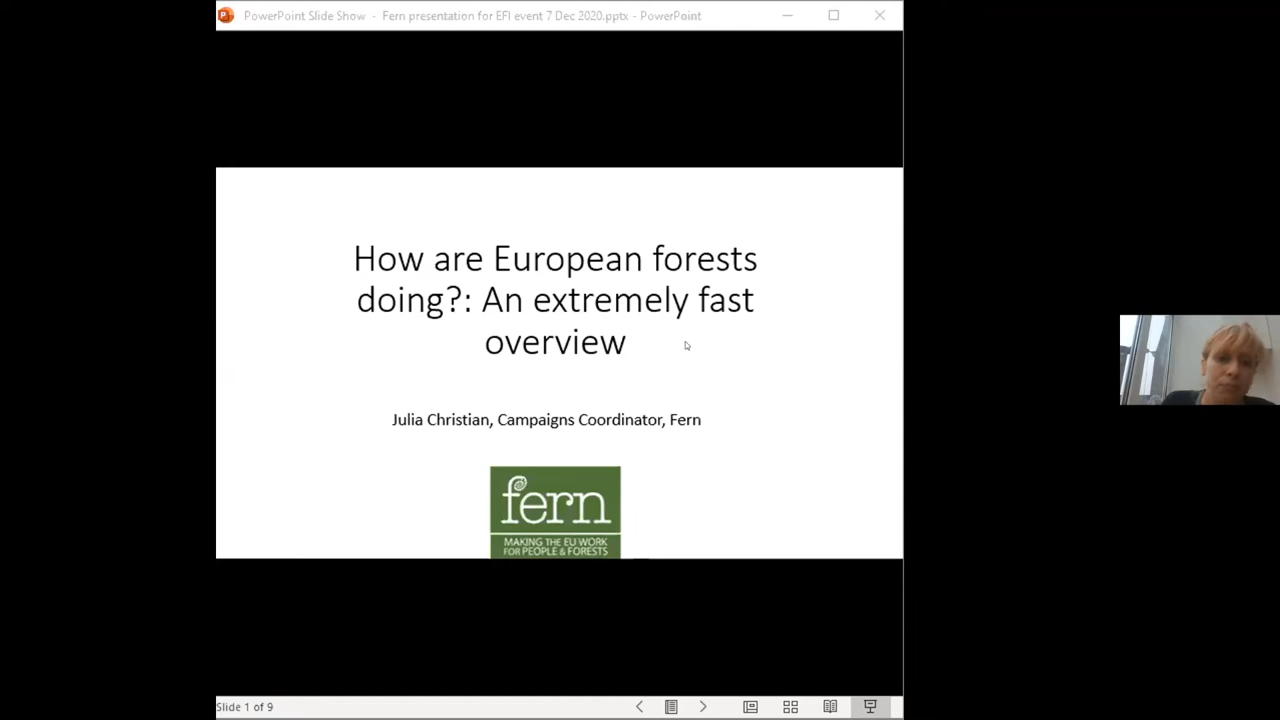 PowerPoint Slide Show - Fern presentation for EFI event 7 Dec 2020.pptx - PowerPoint
How are European forests
doing?: An extremely fast
overview
Julia Christian, Campaigns Coordinator, Fern
fern
MAKING THE EU WORK
FOR PEOPLE & FORESTS
Slide 1 of 9